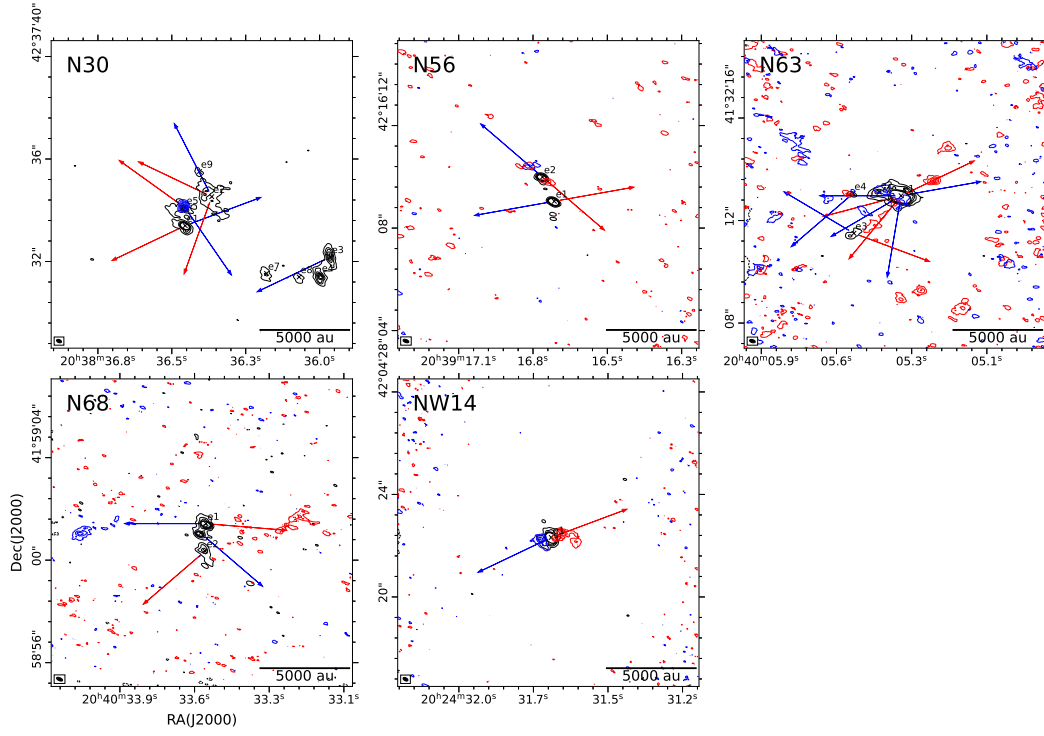 N30
42°37'40"
36"
32"
e9
e1
e5
e3
e7
e8
e4
5000 au
20ʰ38ᵐ36.8ˢ
36.5ˢ
36.3ˢ
36.0ˢ
N56
42°16'12"
08"
04"
e2
e1
5000 au
20ʰ39ᵐ17.1ˢ
16.8ˢ
16.5ˢ
16.3ˢ
N63
41°32'16"
12"
08"
e4
e1
e3
5000 au
20ʰ40ᵐ05.9ˢ
05.6ˢ
05.3ˢ
05.1ˢ
N68
41°59'04"
00"
58'56"
e1
e2
5000 au
20ʰ40ᵐ33.9ˢ
33.6ˢ
33.3ˢ
33.1ˢ
RA(J2000)
Dec(J2000)
NW14
42°04'28"
24"
20"
5000 au
20ʰ24ᵐ32.0ˢ
31.7ˢ
31.5ˢ
31.2ˢ